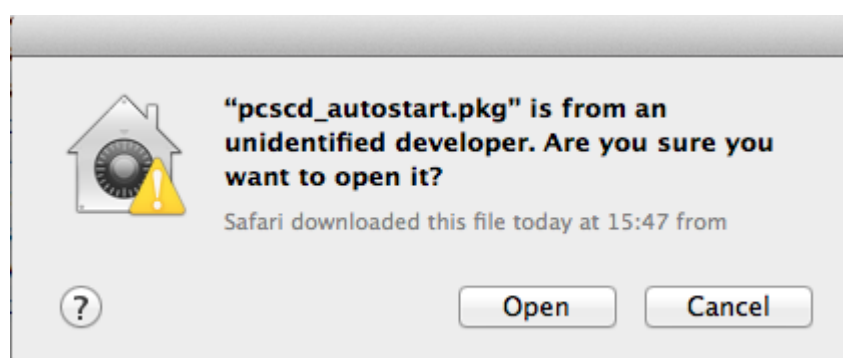 “pcscd_autostart.pkg” is from an
unidentified developer. Are you sure you
want to open it?
Safari downloaded this file today at 15:47 from
?
Open
Cancel